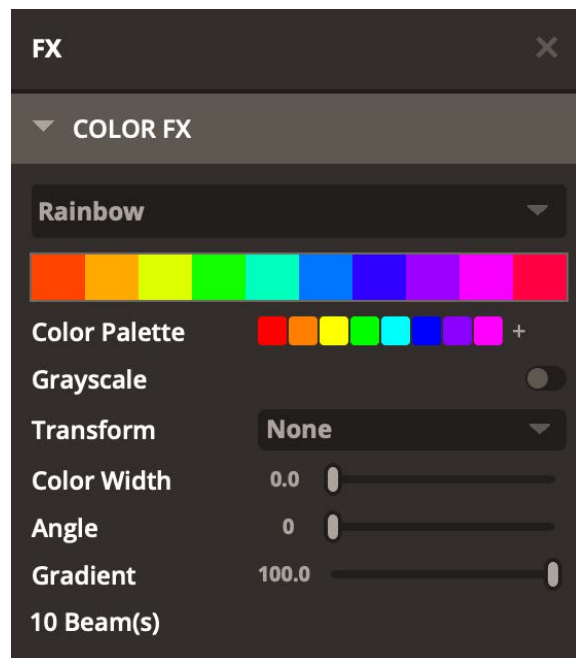 FX
COLOR FX
Rainbow
Color Palette +
Grayscale
Transform None
Color Width 0.0
Angle 0
Gradient 100.0
10 Beam(s)